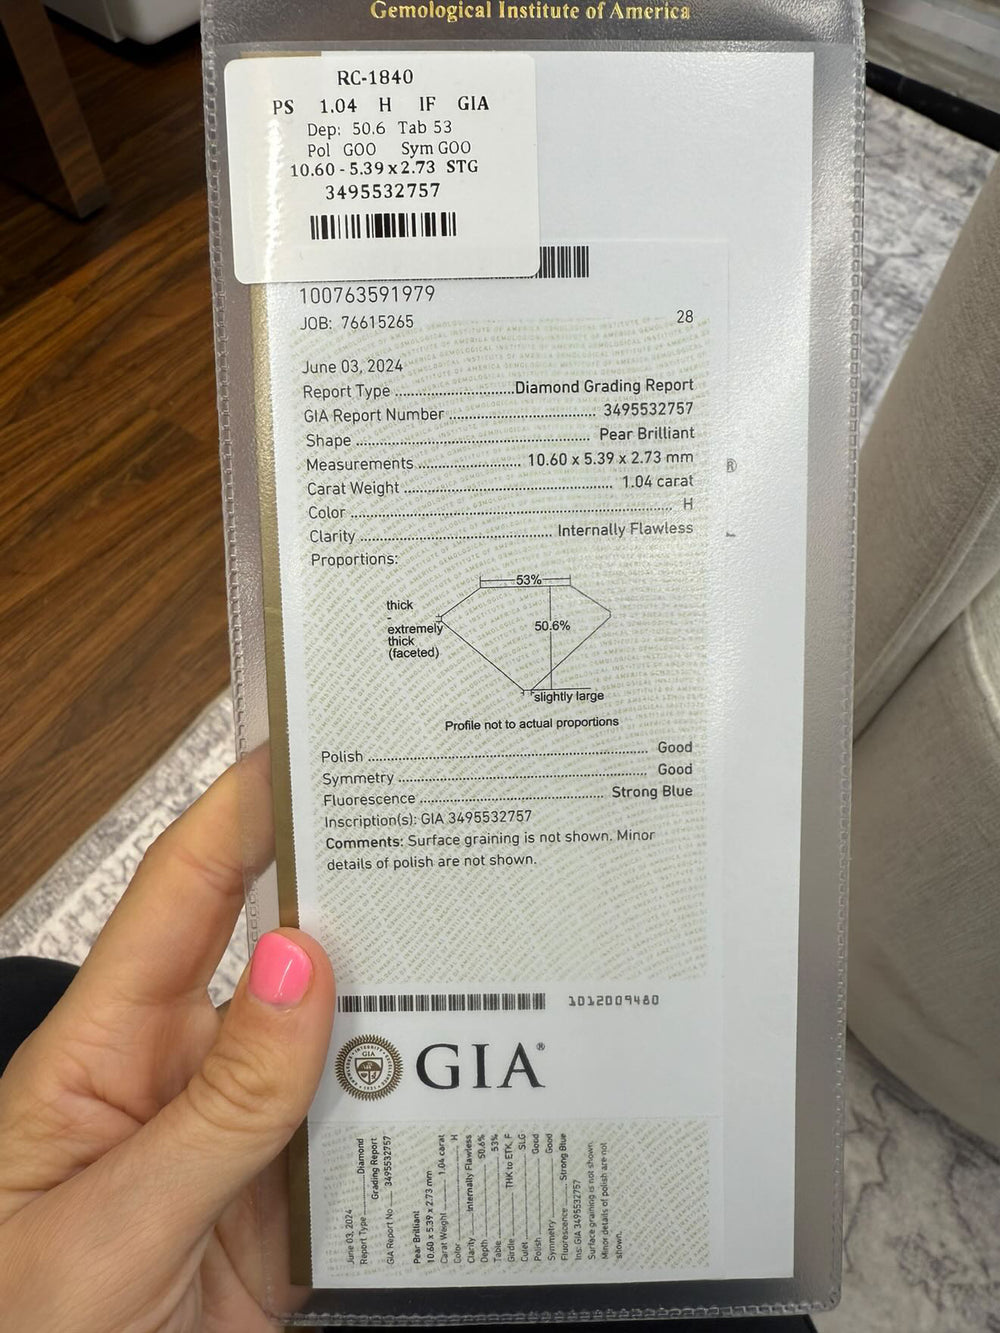 Gemological Institute of America
RC-1840
PS 1.04 H IF GIA
Dep: 50.6 Tab 53
Pol GOO Sym GOO
10.60 - 5.39 x 2.73 STG
3495532757
100763591979
JOB: 76615265 28
June 03, 2024
Report Type ........................ Diamond Grading Report
GIA Report Number ........................ 3495532757
Shape ........................ Pear Brilliant
Measurements ........................ 10.60 x 5.39 x 2.73 mm
®
Carat Weight ........................ 1.04 carat
Color ........................ H
Clarity ........................ Internally Flawless
Proportions:
53%
thick
-
extremely
thick
(faceted)
50.6%
slightly large
Profile not to actual proportions
Polish ........................ Good
Symmetry ........................ Good
Fluorescence ........................ Strong Blue
Inscription(s): GIA 3495532757
Comments: Surface graining is not shown. Minor
details of polish are not shown.
1012009480
GIA
GIA®
June 03, 2024
Report Type ............ Diamond
Grading Report
GIA Report No ..... 3495532757
Pear Brilliant
10.60 x 5.39 x 2.73 mm
Carat Weight ............ 1.04 carat
Color ............ H
Clarity ..... Internally Flawless
Depth ............ 50.6%
Table ............ 53%
Girdle ............ THK to ETK, F
Culet ............ SLG
Polish ............ Good
Symmetry ............ Good
Fluorescence ..... Strong Blue
Ins: GIA 3495532757
Surface graining is not shown.
Minor details of polish are not
shown.